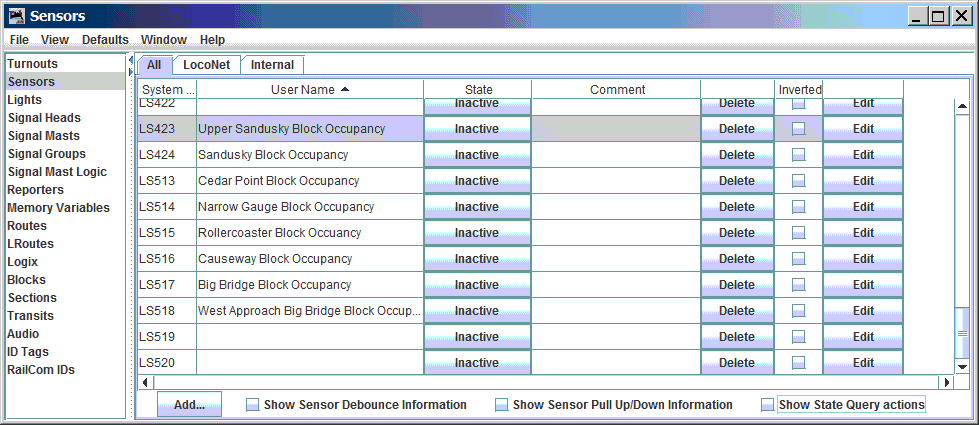 Sensors
File View Defaults Window Help
Turnouts
Sensors
Lights
Signal Heads
Signal Masts
Signal Groups
Signal Mast Logic
Reporters
Memory Variables
Routes
LRoutes
Logix
Blocks
Sections
Transits
Audio
ID Tags
RailCom IDs
All LocoNet Internal
System ... User Name State Comment Inverted
LS422 Inactive Delete Edit
LS423 Upper Sandusky Block Occupancy Inactive Delete Edit
LS424 Sandusky Block Occupancy Inactive Delete Edit
LS513 Cedar Point Block Occupancy Inactive Delete Edit
LS514 Narrow Gauge Block Occupancy Inactive Delete Edit
LS515 Rollercoaster Block Occuancy Inactive Delete Edit
LS516 Causeway Block Occupancy Inactive Delete Edit
LS517 Big Bridge Block Occupancy Inactive Delete Edit
LS518 West Approach Big Bridge Block Occup... Inactive Delete Edit
LS519 Inactive Delete Edit
LS520 Inactive Delete Edit
Add... Show Sensor Debounce Information Show Sensor Pull Up/Down Information Show State Query actions